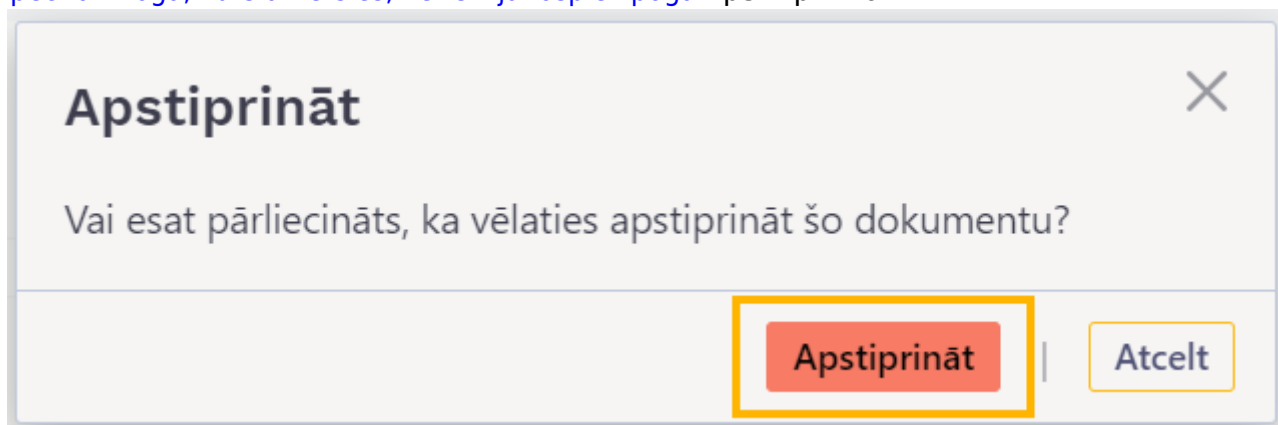 Apstiprināt
Vai esat pārliecināts, ka vēlaties apstiprināt šo dokumentu?
Apstiprināt | Atcelt